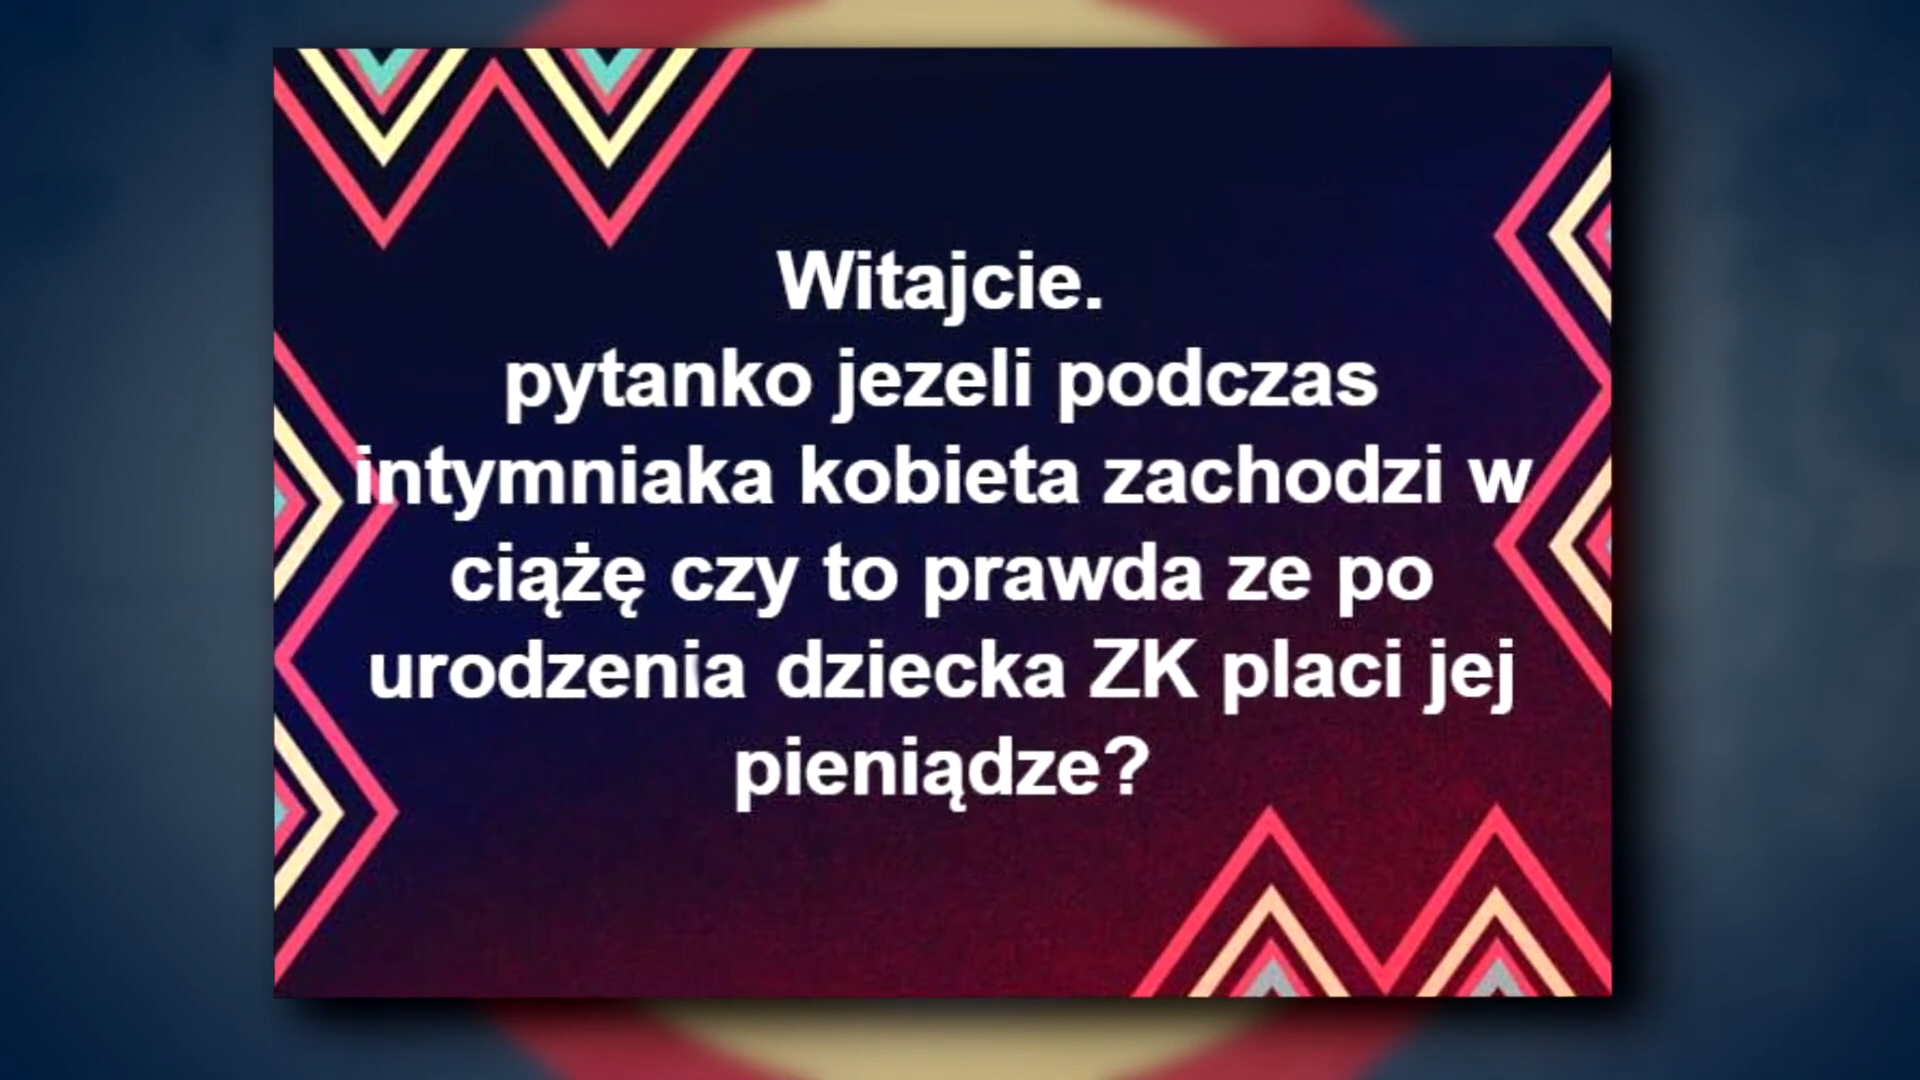 Witajcie.
pytanko jezeli podczas
intymniaka kobieta zachodzi w
ciążę czy to prawda ze po
urodzenia dziecka ZK placi jej
pieniądze?